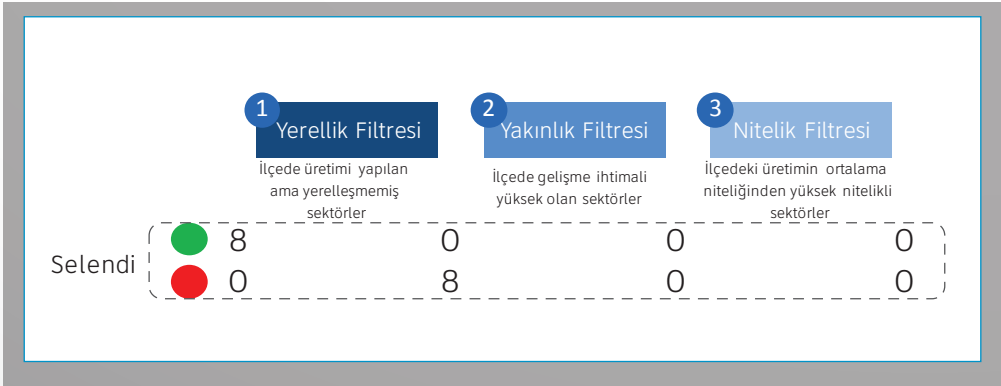 1
Yerellik Filtresi
İlçede üretimi yapılan
ama yerelleşmemiş
sektörler
2
Yakınlık Filtresi
İlçede gelişme ihtimali
yüksek olan sektörler
3
Nitelik Filtresi
İlçedeki üretimin ortalama
niteliğinden yüksek nitelikli
sektörler
Selendi
8 0 0 0
0 8 0 0